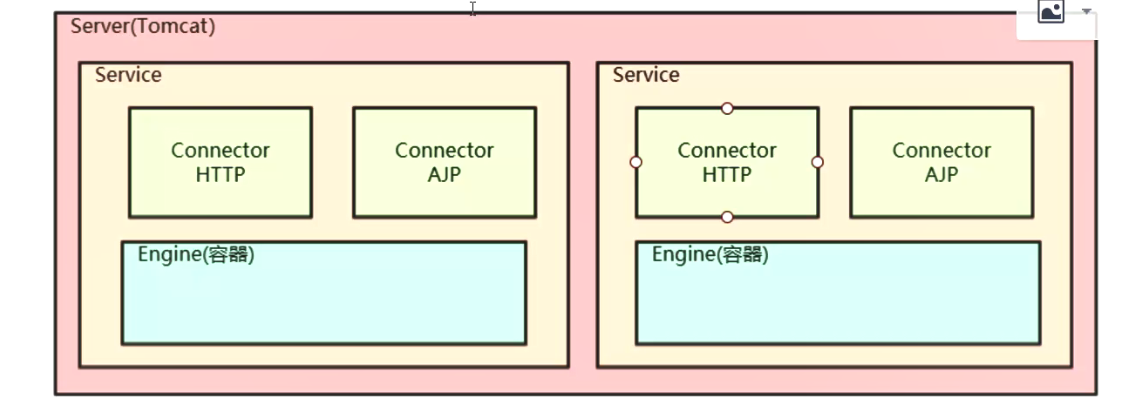 Server(Tomcat)
Service
Connector
HTTP
Connector
AJP
Engine(容器)
Service
Connector
HTTP
Connector
AJP
Engine(容器)